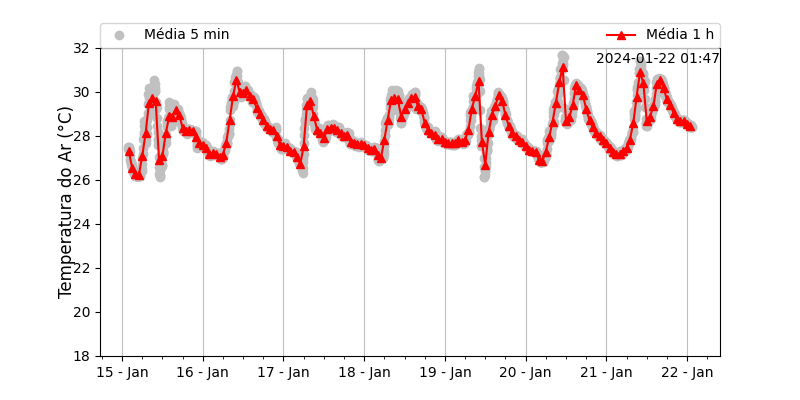 Média 5 min
Média 1 h
2024-01-22 01:47
Temperatura do Ar (°C)
32
30
28
26
24
22
20
18
15 - Jan
16 - Jan
17 - Jan
18 - Jan
19 - Jan
20 - Jan
21 - Jan
22 - Jan